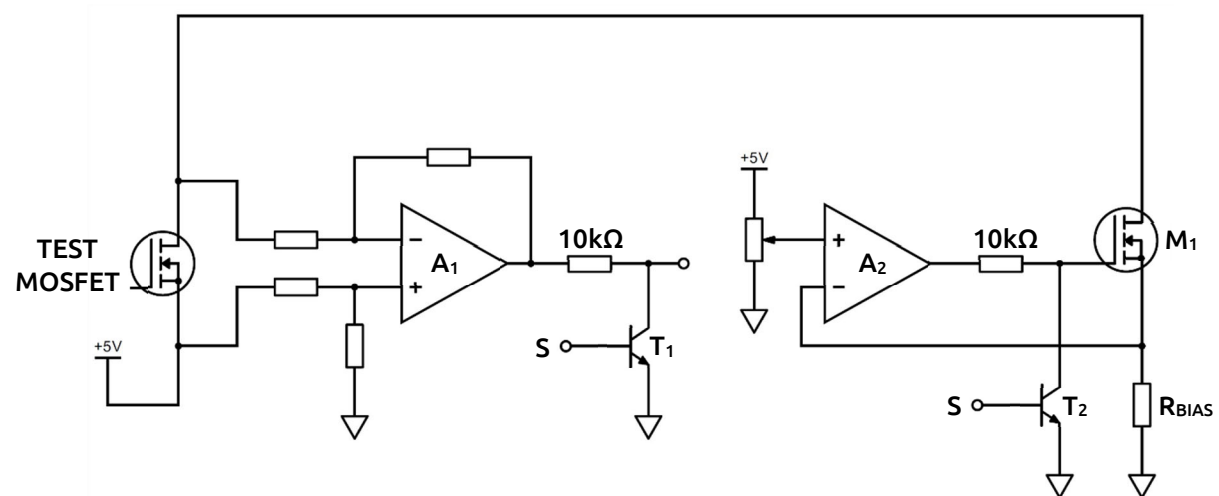 +5V
10kΩ
10kΩ
M₁
TEST
MOSFET
−
A₁
+
+
A₂
−
+5V
S
T₁
S
T₂
RBIAS